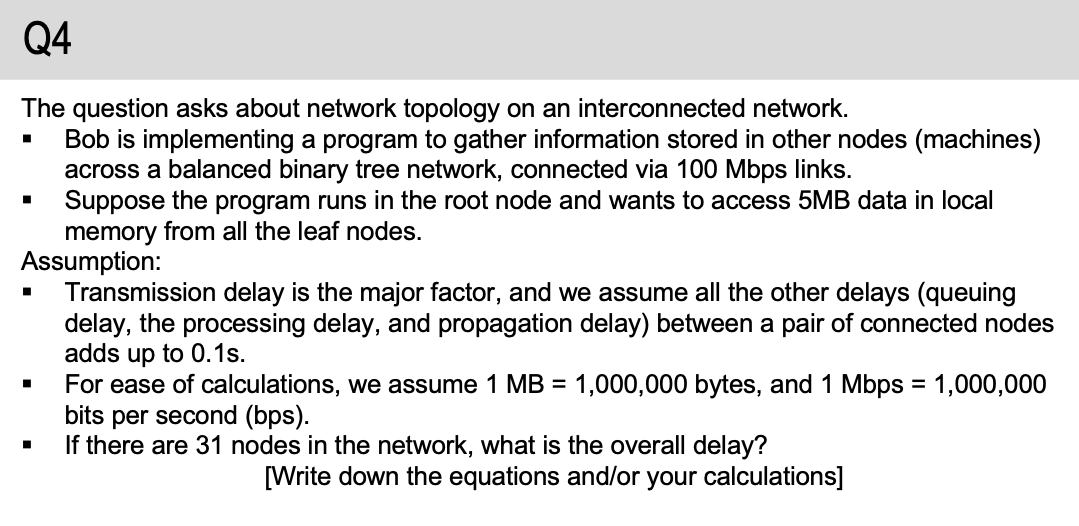 Q4
The question asks about network topology on an interconnected network.
▪ Bob is implementing a program to gather information stored in other nodes (machines)
across a balanced binary tree network, connected via 100 Mbps links.
▪ Suppose the program runs in the root node and wants to access 5MB data in local
memory from all the leaf nodes.
Assumption:
▪ Transmission delay is the major factor, and we assume all the other delays (queuing
delay, the processing delay, and propagation delay) between a pair of connected nodes
adds up to 0.1s.
▪ For ease of calculations, we assume 1 MB = 1,000,000 bytes, and 1 Mbps = 1,000,000
bits per second (bps).
▪ If there are 31 nodes in the network, what is the overall delay?
[Write down the equations and/or your calculations]